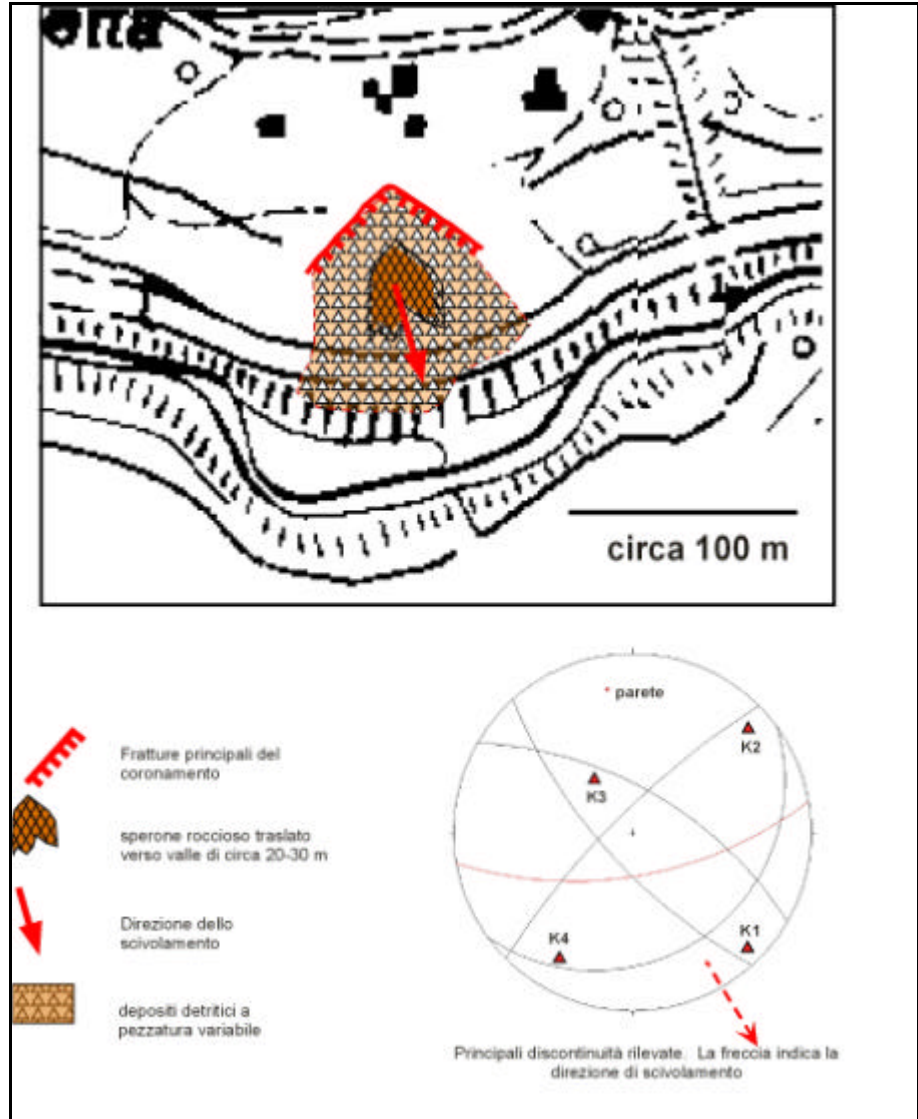 circa 100 m
Fratture principali del
coronamento
sperone roccioso traslato
verso valle di circa 20-30 m
Direzione dello
scivolamento
depositi detritici a
pezzatura variabile
parete
K2
K3
K4
K1
Principali discontinuità rilevate. La freccia indica la
direzione di scivolamento